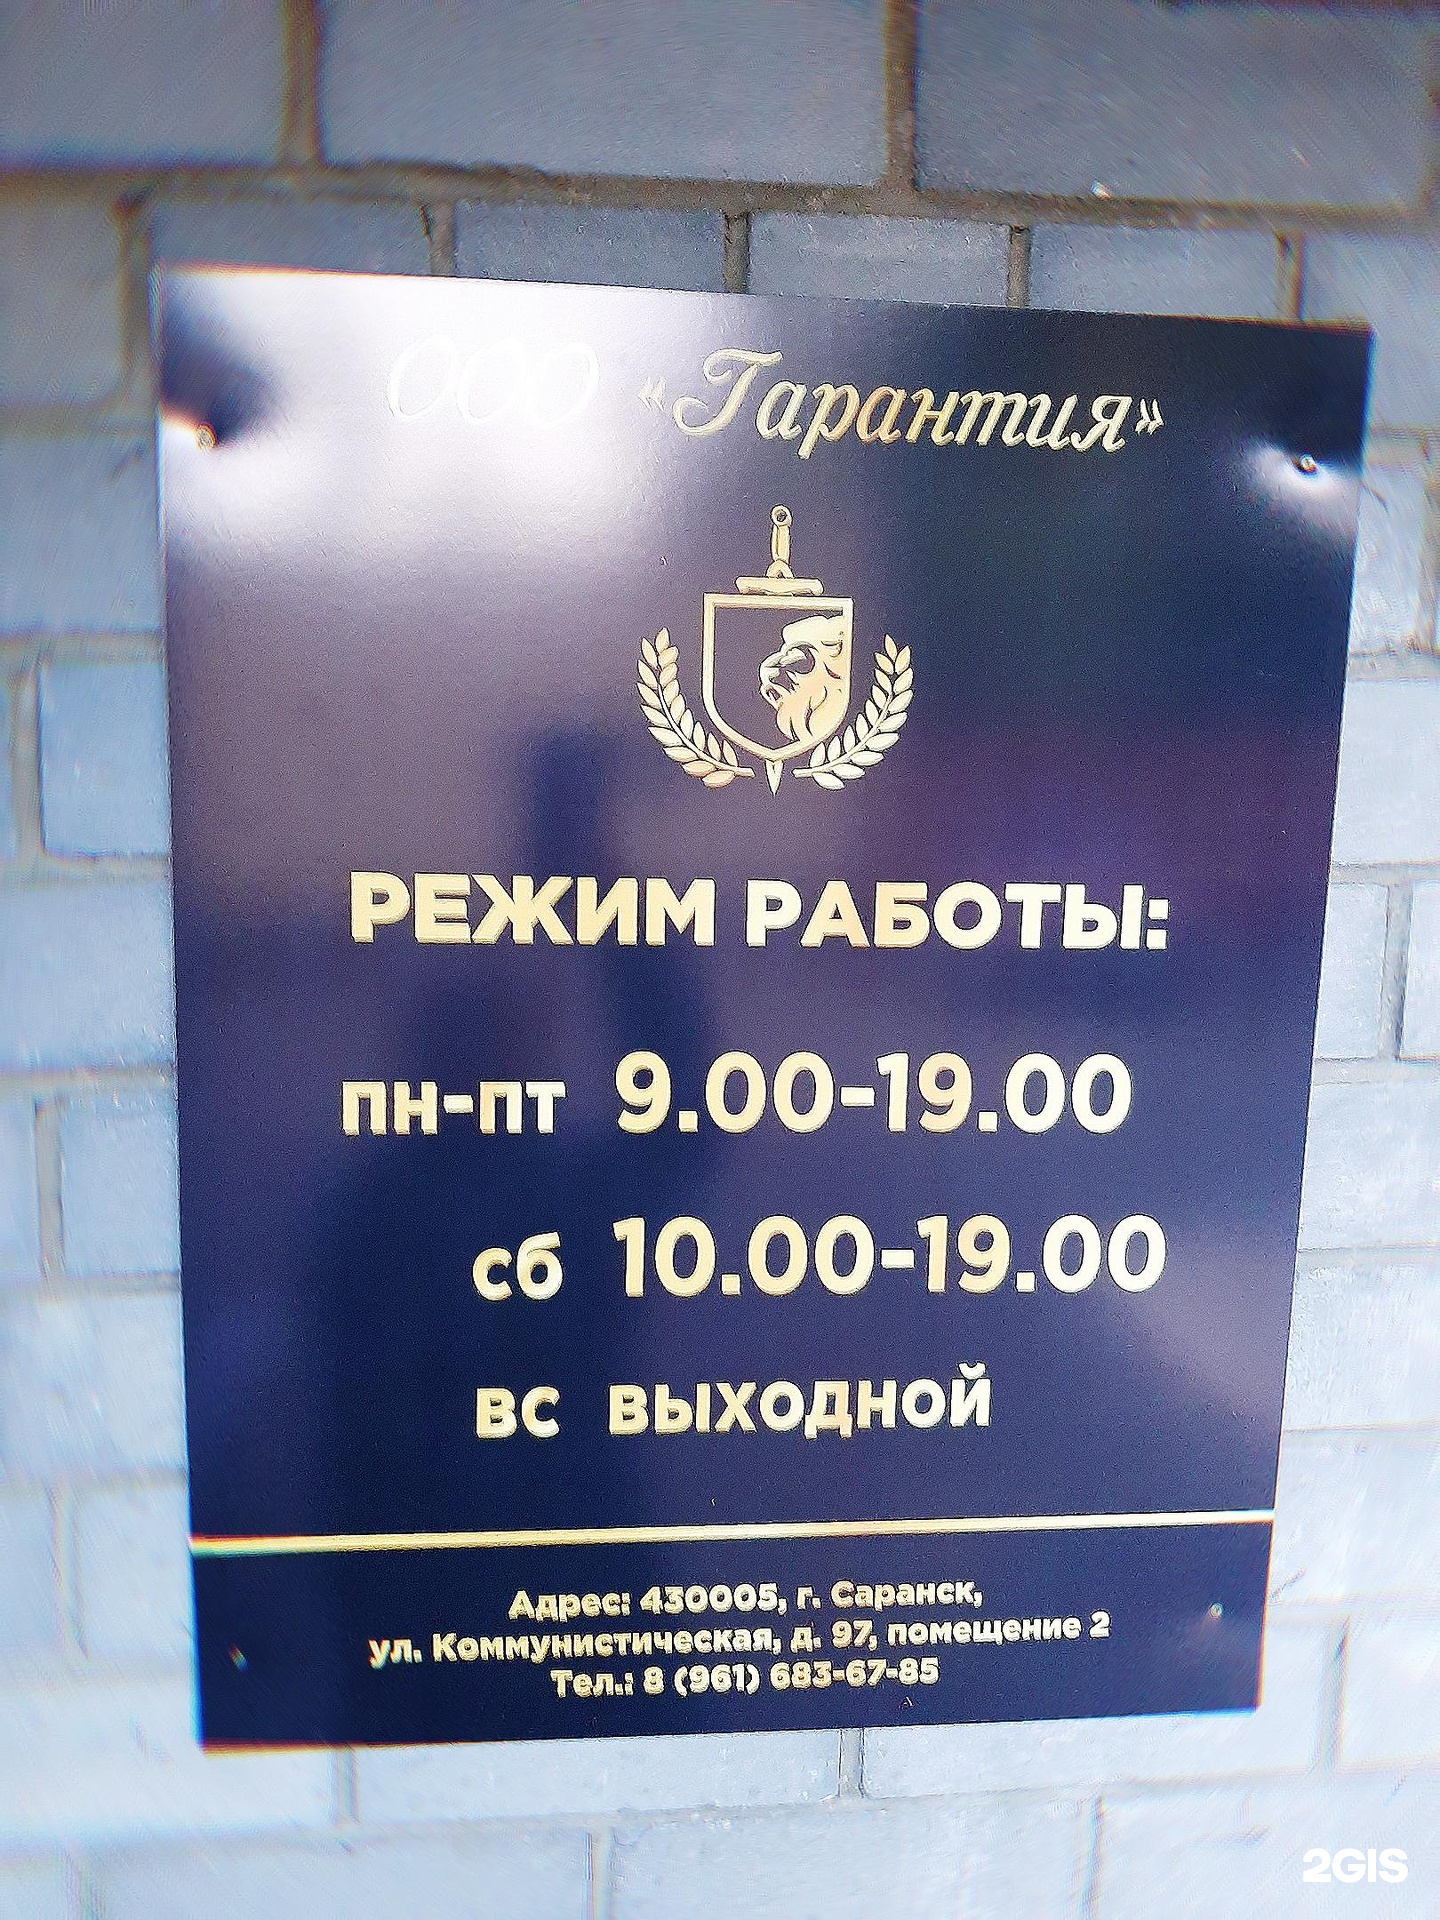 ООО «Гарантия»
РЕЖИМ РАБОТЫ:
пн-пт 9.00-19.00
сб 10.00-19.00
вс выходной
Адрес: 430005, г. Саранск,
ул. Коммунистическая, д. 97, помещение 2
Тел.: 8 (961) 683-67-85
2GIS